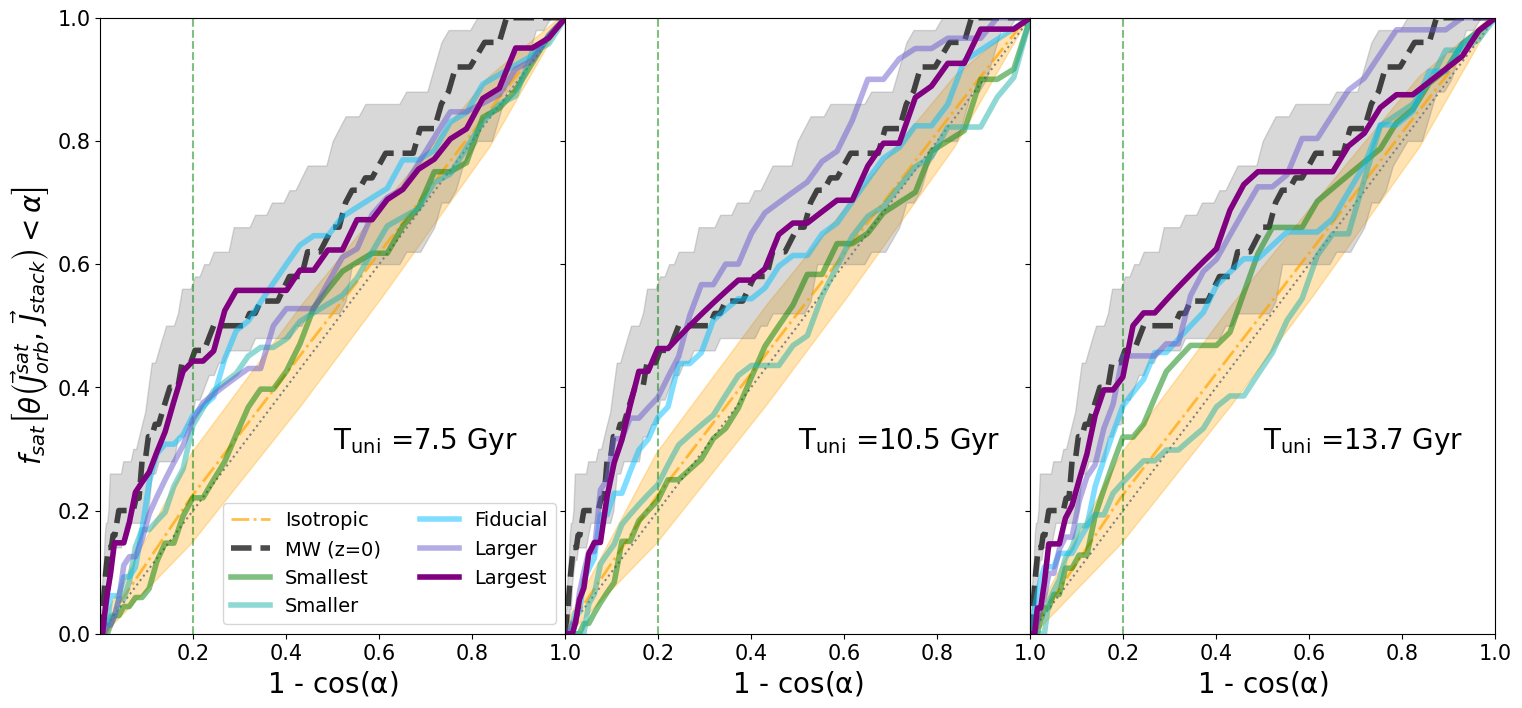 1.0
0.8
0.6
0.4
0.2
0.0
f_sat [θ(J⃗_orb^sat, J⃗_stack) < α]
T_uni =7.5 Gyr
T_uni =10.5 Gyr
T_uni =13.7 Gyr
Isotropic
MW (z=0)
Smallest
Smaller
Fiducial
Larger
Largest
0.2 0.4 0.6 0.8 1.0 0.2 0.4 0.6 0.8 1.0 0.2 0.4 0.6 0.8 1.0
1 - cos(α) 1 - cos(α) 1 - cos(α)